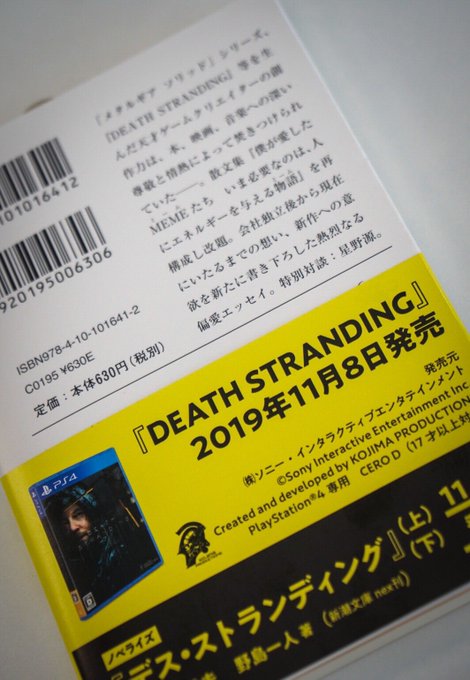 『メタルギア ソリッド』シリーズ、
『DEATH STRANDING』等を生
んだ天才ゲームクリエイターの創
作力は、本、映画、音楽への深い
尊敬と情熱によって焚きつけられ
ていた――。散文集『僕が愛した
MEMEたち いま必要なのは、人
にエネルギーを与える物語』を再
構成し改題。会社独立後から現在
にいたるまでの想い、新作への意
欲を新たに書き下ろした熱烈なる
偏愛エッセイ。特別対談：星野源。
01016412
920195006306
ISBN978-4-10-101641-2
C0195 ¥630E
定価：本体630円(税別)
『DEATH STRANDING』
2019年11月8日発売
発売元
㈱ソニー・インタラクティブエンタテインメント
©Sony Interactive Entertainment Inc
Created and developed by KOJIMA PRODUCTION
PlayStation®4 専用 CERO D (17才以上対
PS4
ノベライズ
『デス・ストランディング』(上)(下)
11
野島一人 著 (新潮文庫nex刊)